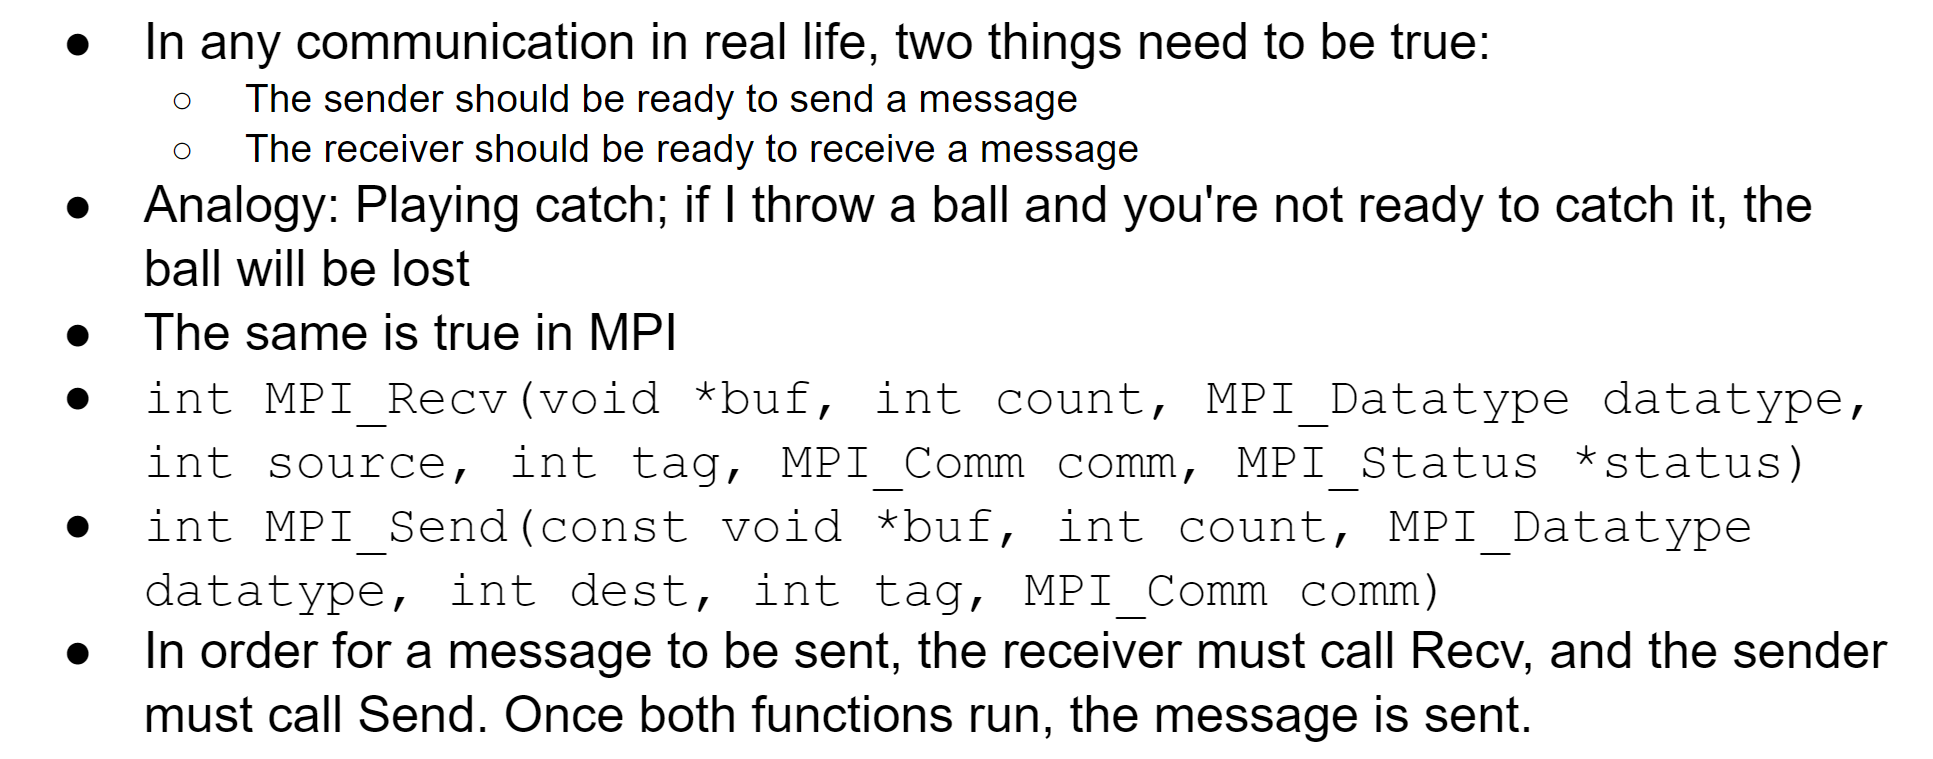 ● In any communication in real life, two things need to be true:
○ The sender should be ready to send a message
○ The receiver should be ready to receive a message
● Analogy: Playing catch; if I throw a ball and you're not ready to catch it, the
ball will be lost
● The same is true in MPI
● int MPI_Recv(void *buf, int count, MPI_Datatype datatype,
int source, int tag, MPI_Comm comm, MPI_Status *status)
● int MPI_Send(const void *buf, int count, MPI_Datatype
datatype, int dest, int tag, MPI_Comm comm)
● In order for a message to be sent, the receiver must call Recv, and the sender
must call Send. Once both functions run, the message is sent.